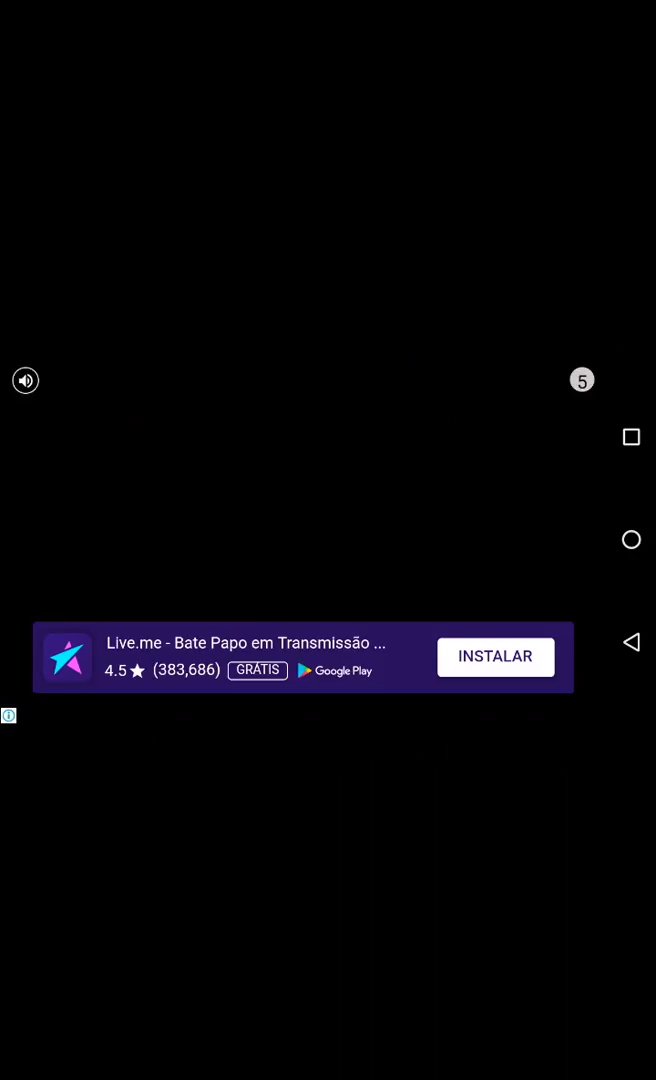 5
Live.me - Bate Papo em Transmissão ...
4.5★ (383,686) GRÁTIS Google Play
INSTALAR